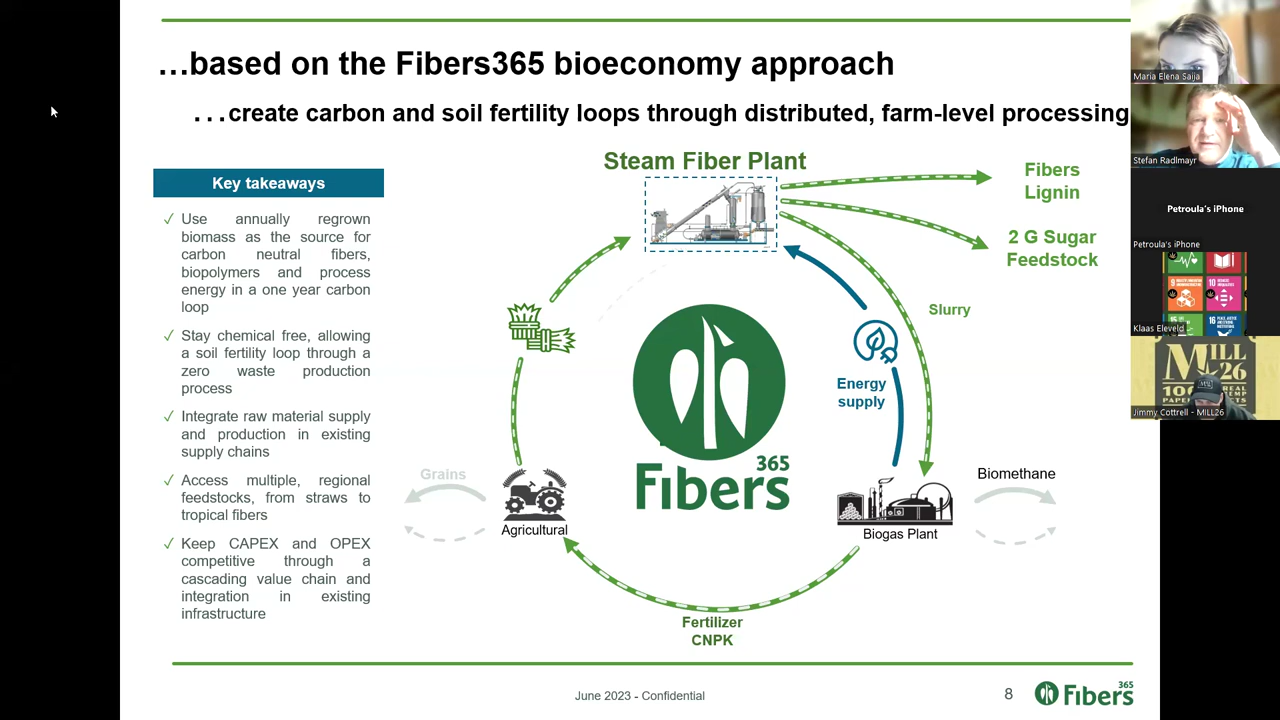 …based on the Fibers365 bioeconomy approach
…create carbon and soil fertility loops through distributed, farm-level processing
Key takeaways
✓ Use annually regrown
biomass as the source for
carbon neutral fibers,
biopolymers and process
energy in a one year carbon
loop
✓ Stay chemical free, allowing
a soil fertility loop through a
zero waste production
process
✓ Integrate raw material supply
and production in existing
supply chains
✓ Access multiple, regional
feedstocks, from straws to
tropical fibers
✓ Keep CAPEX and OPEX
competitive through a
cascading value chain and
integration in existing
infrastructure
Steam Fiber Plant
Fibers
Lignin
2 G Sugar
Feedstock
Slurry
Energy
supply
365
Fibers
Grains
Agricultural
Biomethane
Biogas Plant
Fertilizer
CNPK
June 2023 - Confidential
8
365
Fibers
Maria Elena Saija
Stefan Radlmayr
Petroula's iPhone
Petroula's iPhone
9
10
15
16
Klaas Eleveld
MILL
26
Jimmy Cottrell - MILL26